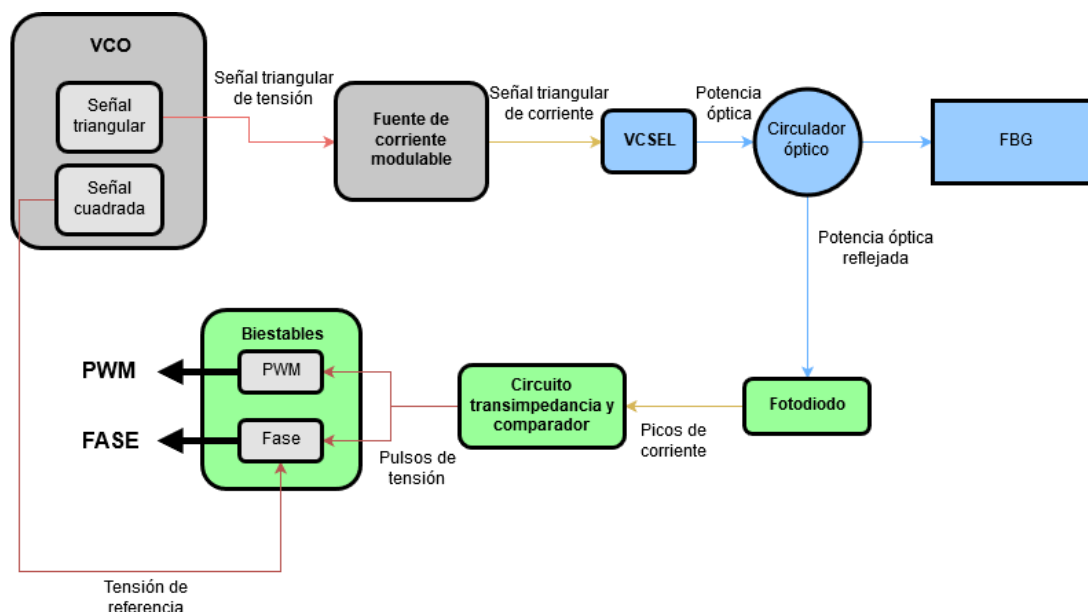 VCO
Señal
triangular
Señal
cuadrada
Señal triangular
de tensión
Fuente de
corriente
modulable
Señal triangular
de corriente
VCSEL
Potencia
óptica
Circulador
óptico
FBG
Potencia óptica
reflejada
Biestables
PWM
Fase
PWM
FASE
Pulsos de
tensión
Circuito
transimpedancia y
comparador
Picos de
corriente
Fotodiodo
Tensión de
referencia